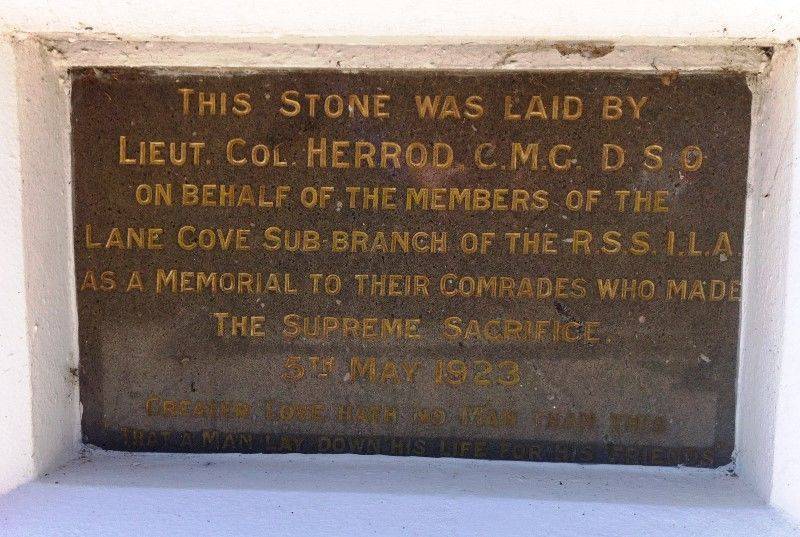 THIS STONE WAS LAID BY
LIEUT. COL. HERROD C.M.G. D S O
ON BEHALF OF THE MEMBERS OF THE
LANE COVE SUB-BRANCH OF THE R.S.S.I.L.A
AS A MEMORIAL TO THEIR COMRADES WHO MADE
THE SUPREME SACRIFICE.
5TH MAY 1923
GREATER LOVE HATH NO MAN THAN THIS
"THAT A MAN LAY DOWN HIS LIFE FOR HIS FRIENDS"